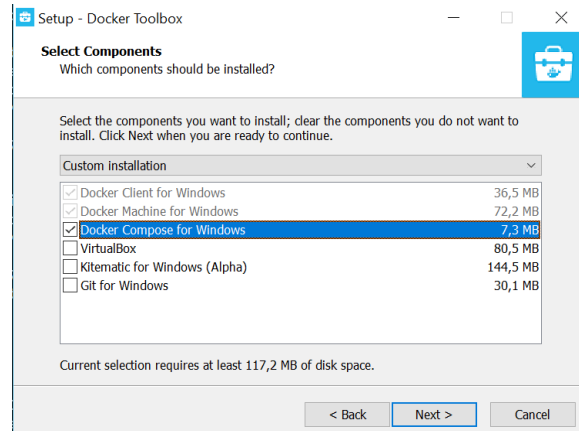 Setup - Docker Toolbox
Select Components
Which components should be installed?
Select the components you want to install; clear the components you do not want to
install. Click Next when you are ready to continue.
Custom installation
Docker Client for Windows 36,5 MB
Docker Machine for Windows 72,2 MB
Docker Compose for Windows 7,3 MB
VirtualBox 80,5 MB
Kitematic for Windows (Alpha) 144,5 MB
Git for Windows 30,1 MB
Current selection requires at least 117,2 MB of disk space.
< Back Next > Cancel